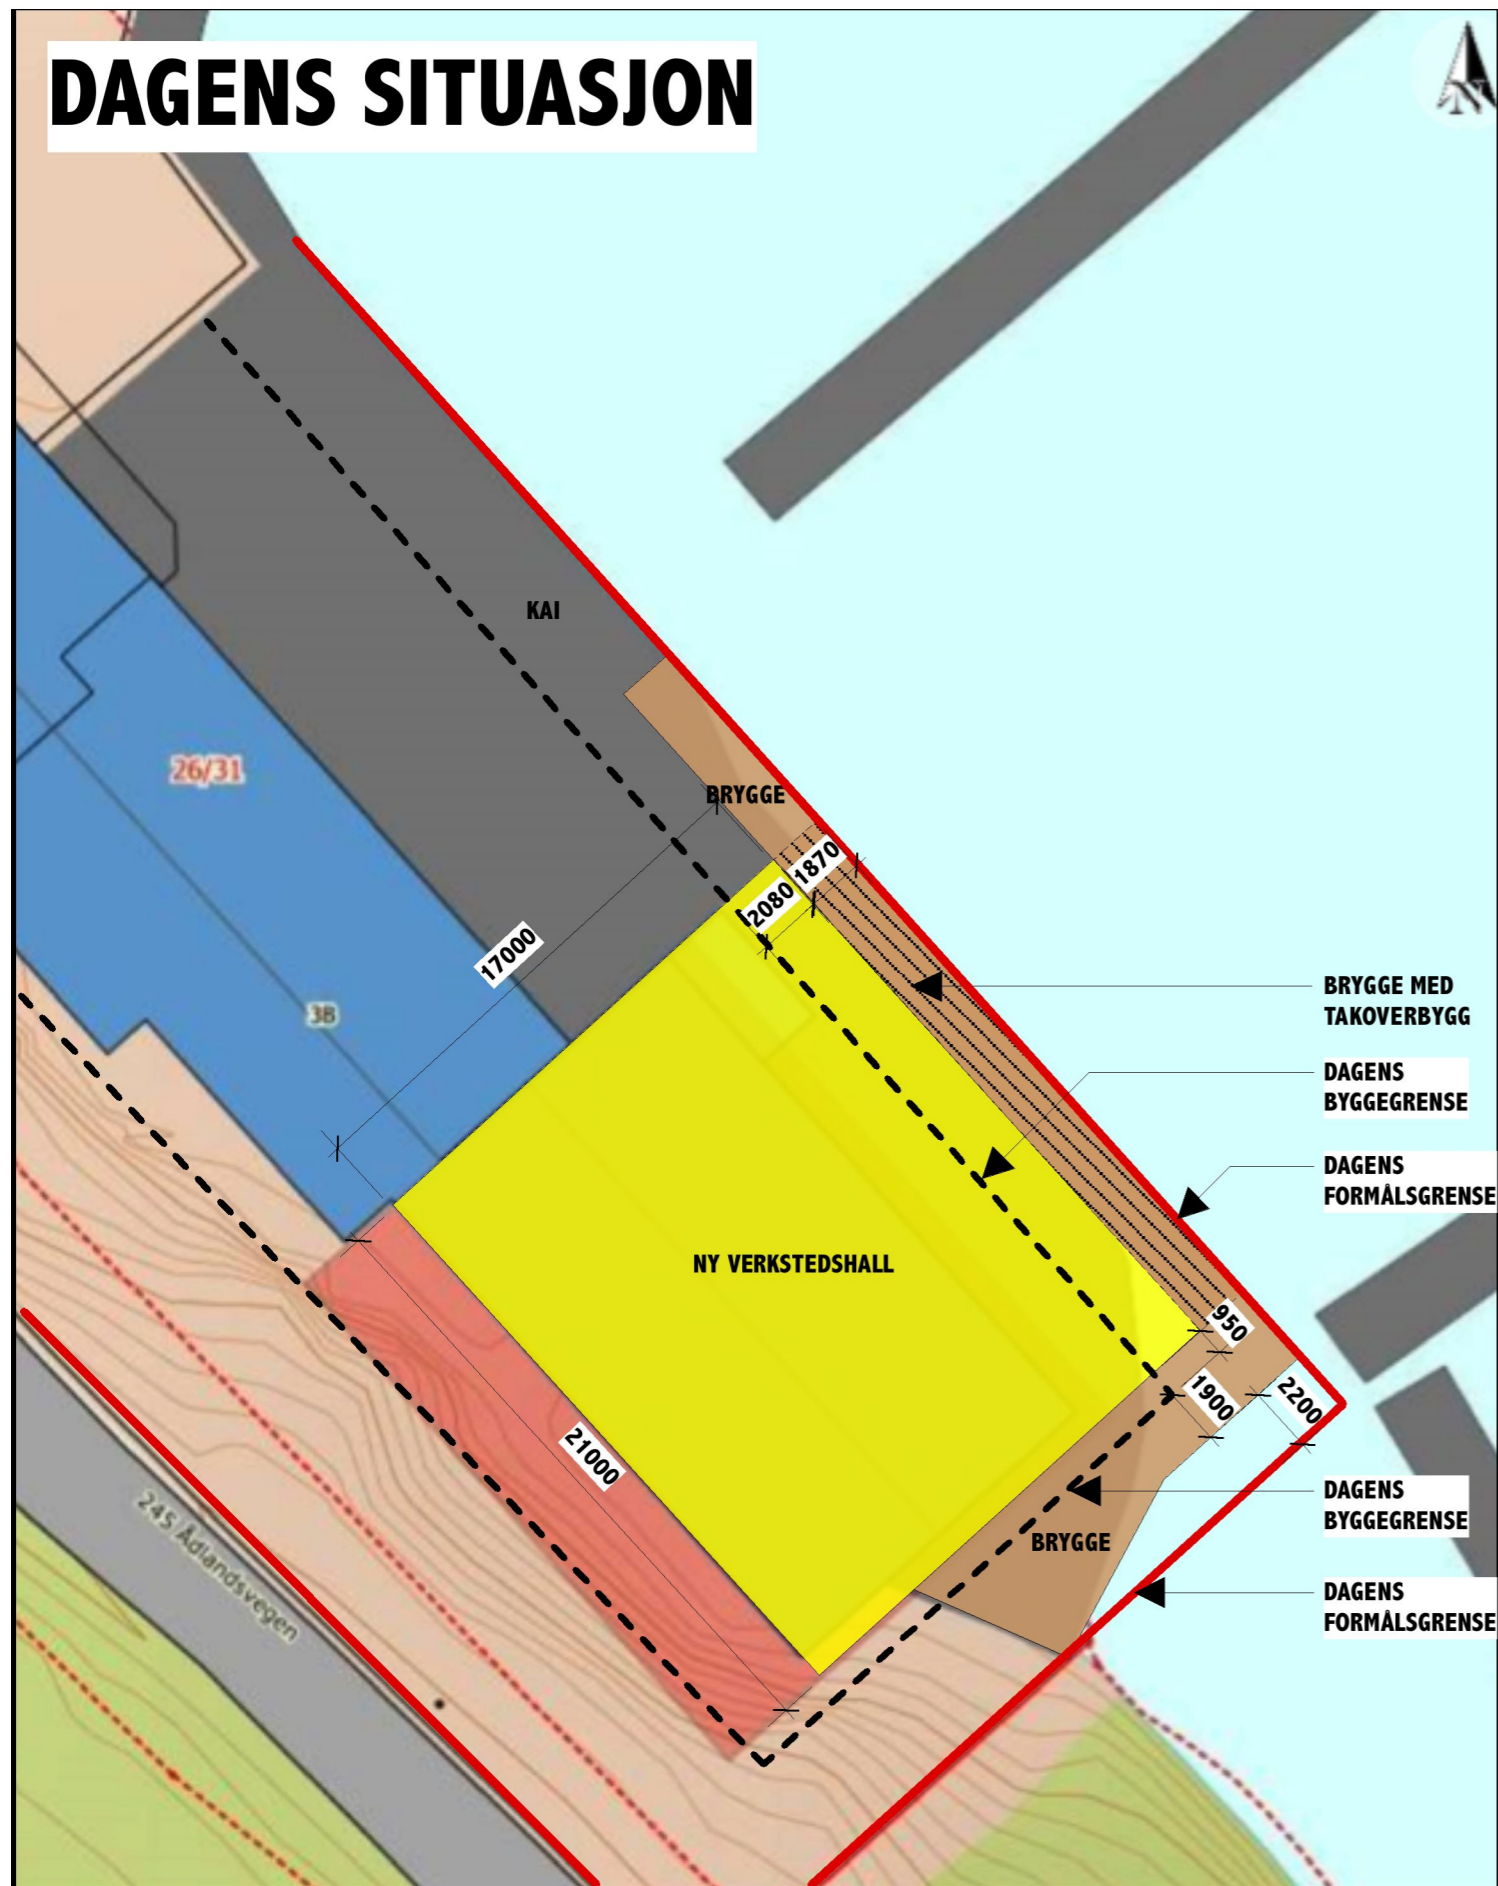 DAGENS SITUASJON
N
KAI
26/31
BRYGGE
1870
2080
17000
BRYGGE MED
TAKOVERBYGG
3B
DAGENS
BYGGEGRENSE
DAGENS
FORMÅLSGRENSE
NY VERKSTEDSHALL
950
1900
2200
21000
DAGENS
BYGGEGRENSE
BRYGGE
245 Ådlandsvegen
DAGENS
FORMÅLSGRENSE